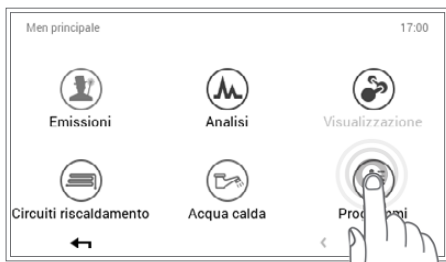 Men principale 17:00
Emissioni Analisi Visualizzazione
Circuiti riscaldamento Acqua calda